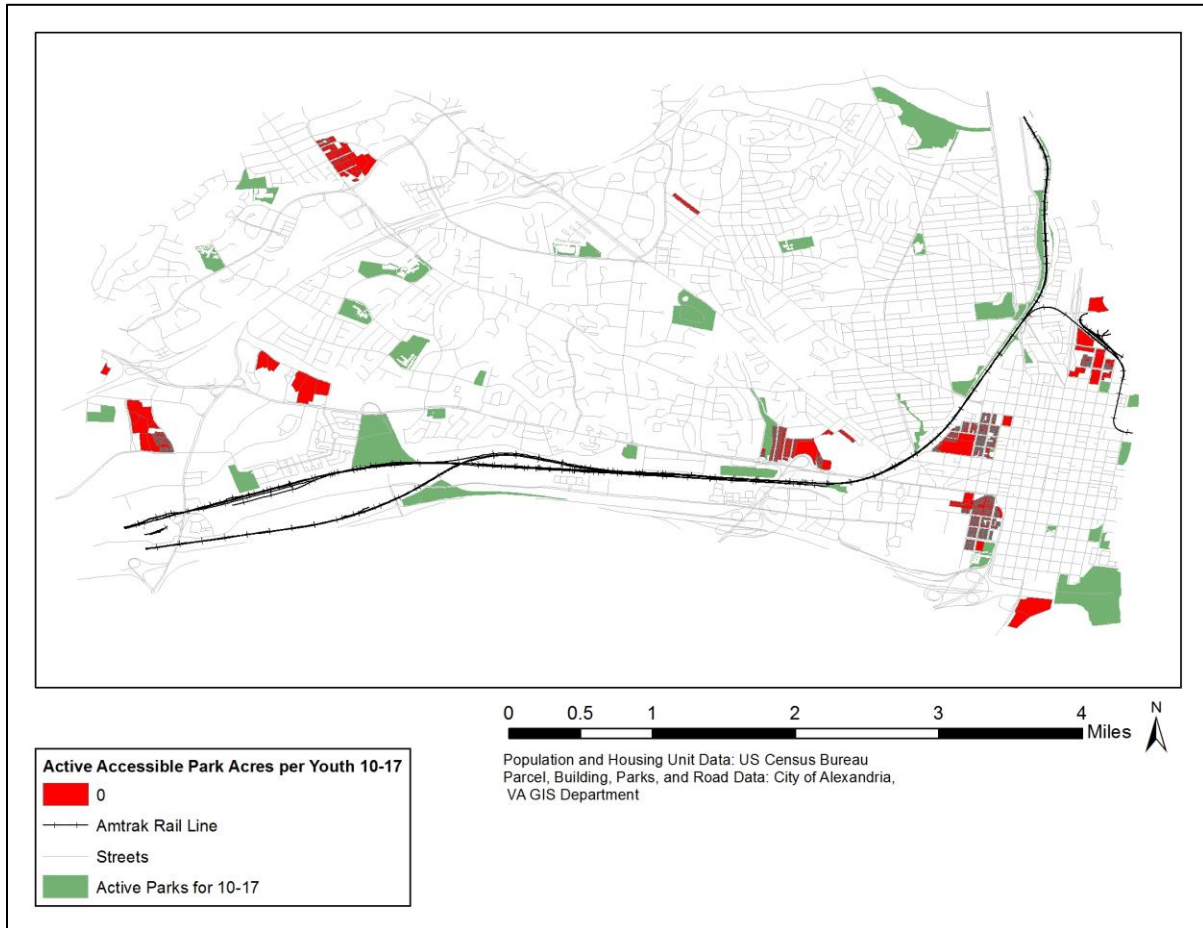 0 0.5 1 2 3 4
Miles
N
Population and Housing Unit Data: US Census Bureau
Parcel, Building, Parks, and Road Data: City of Alexandria,
VA GIS Department
Active Accessible Park Acres per Youth 10-17
0
Amtrak Rail Line
Streets
Active Parks for 10-17